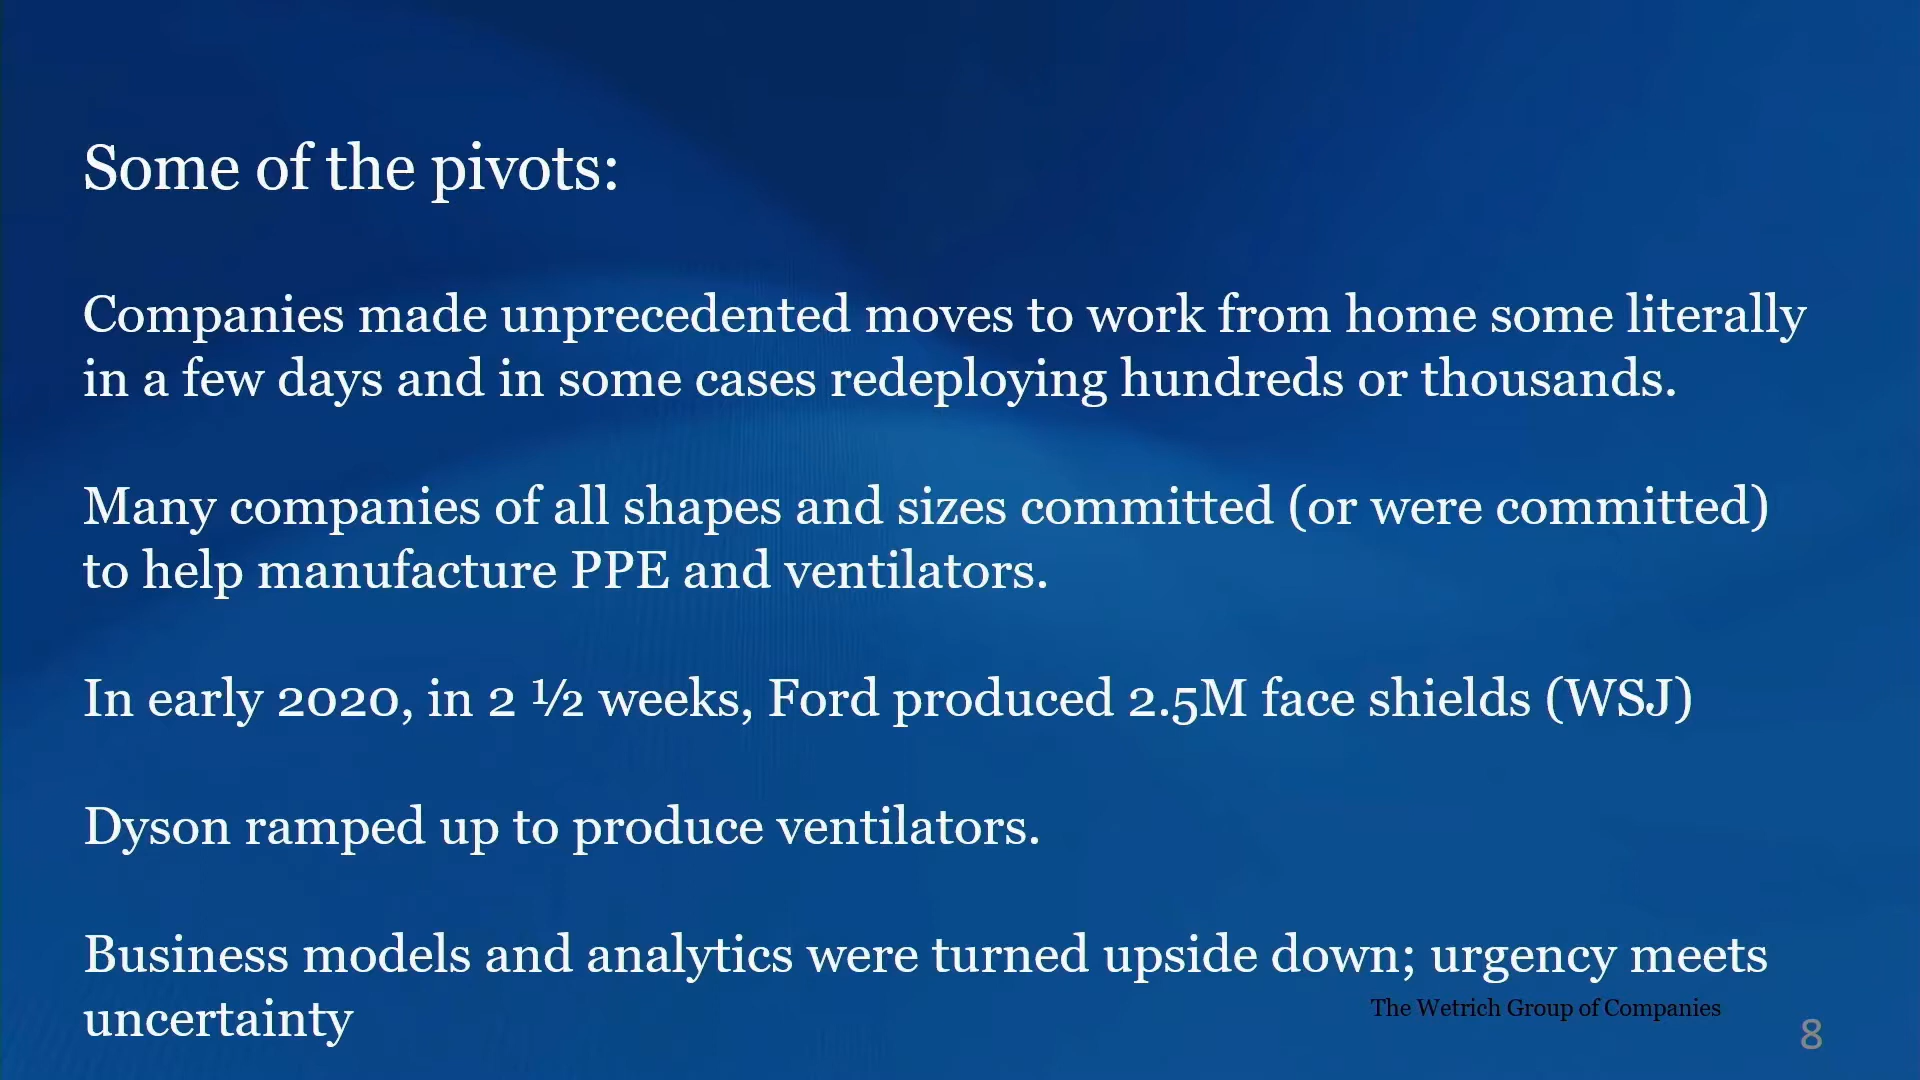 Some of the pivots:
Companies made unprecedented moves to work from home some literally
in a few days and in some cases redeploying hundreds or thousands.
Many companies of all shapes and sizes committed (or were committed)
to help manufacture PPE and ventilators.
In early 2020, in 2 ½ weeks, Ford produced 2.5M face shields (WSJ)
Dyson ramped up to produce ventilators.
Business models and analytics were turned upside down; urgency meets
uncertainty
The Wetrich Group of Companies
8